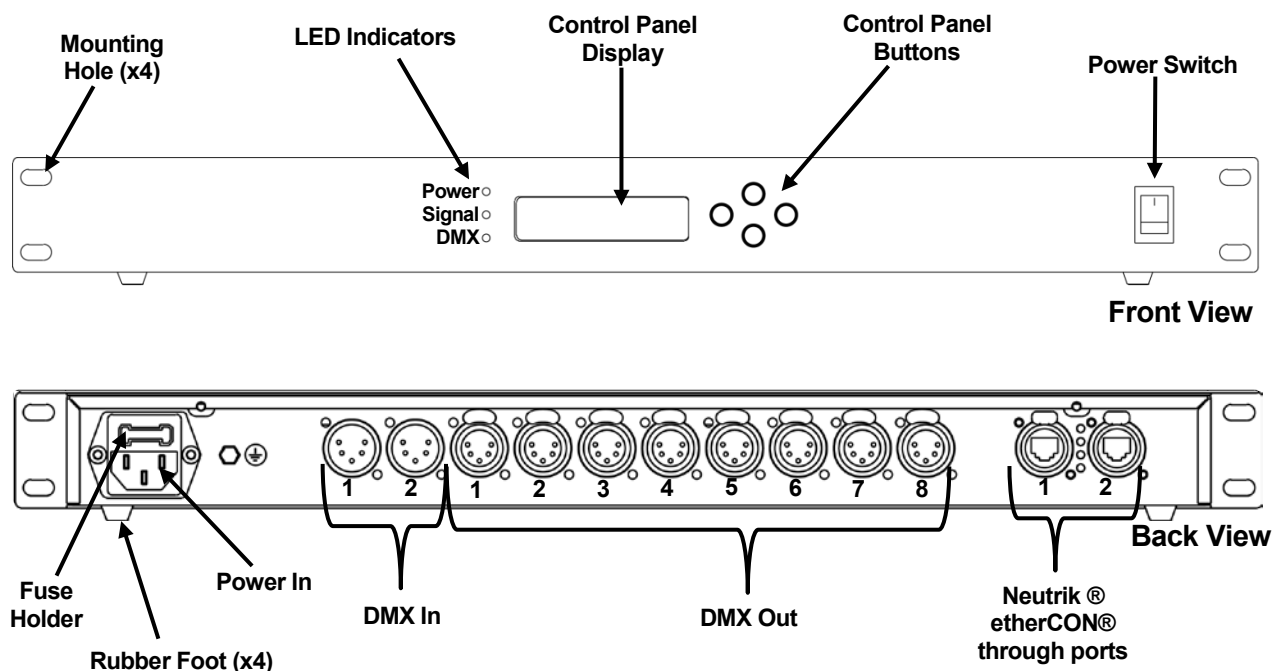 Mounting
Hole (x4)
LED Indicators
Control Panel
Display
Control Panel
Buttons
Power Switch
Power
Signal
DMX
Front View
1
2
1
2
3
4
5
6
7
8
1
2
Back View
Fuse
Holder
Power In
Rubber Foot (x4)
DMX In
DMX Out
Neutrik ®
etherCON®
through ports